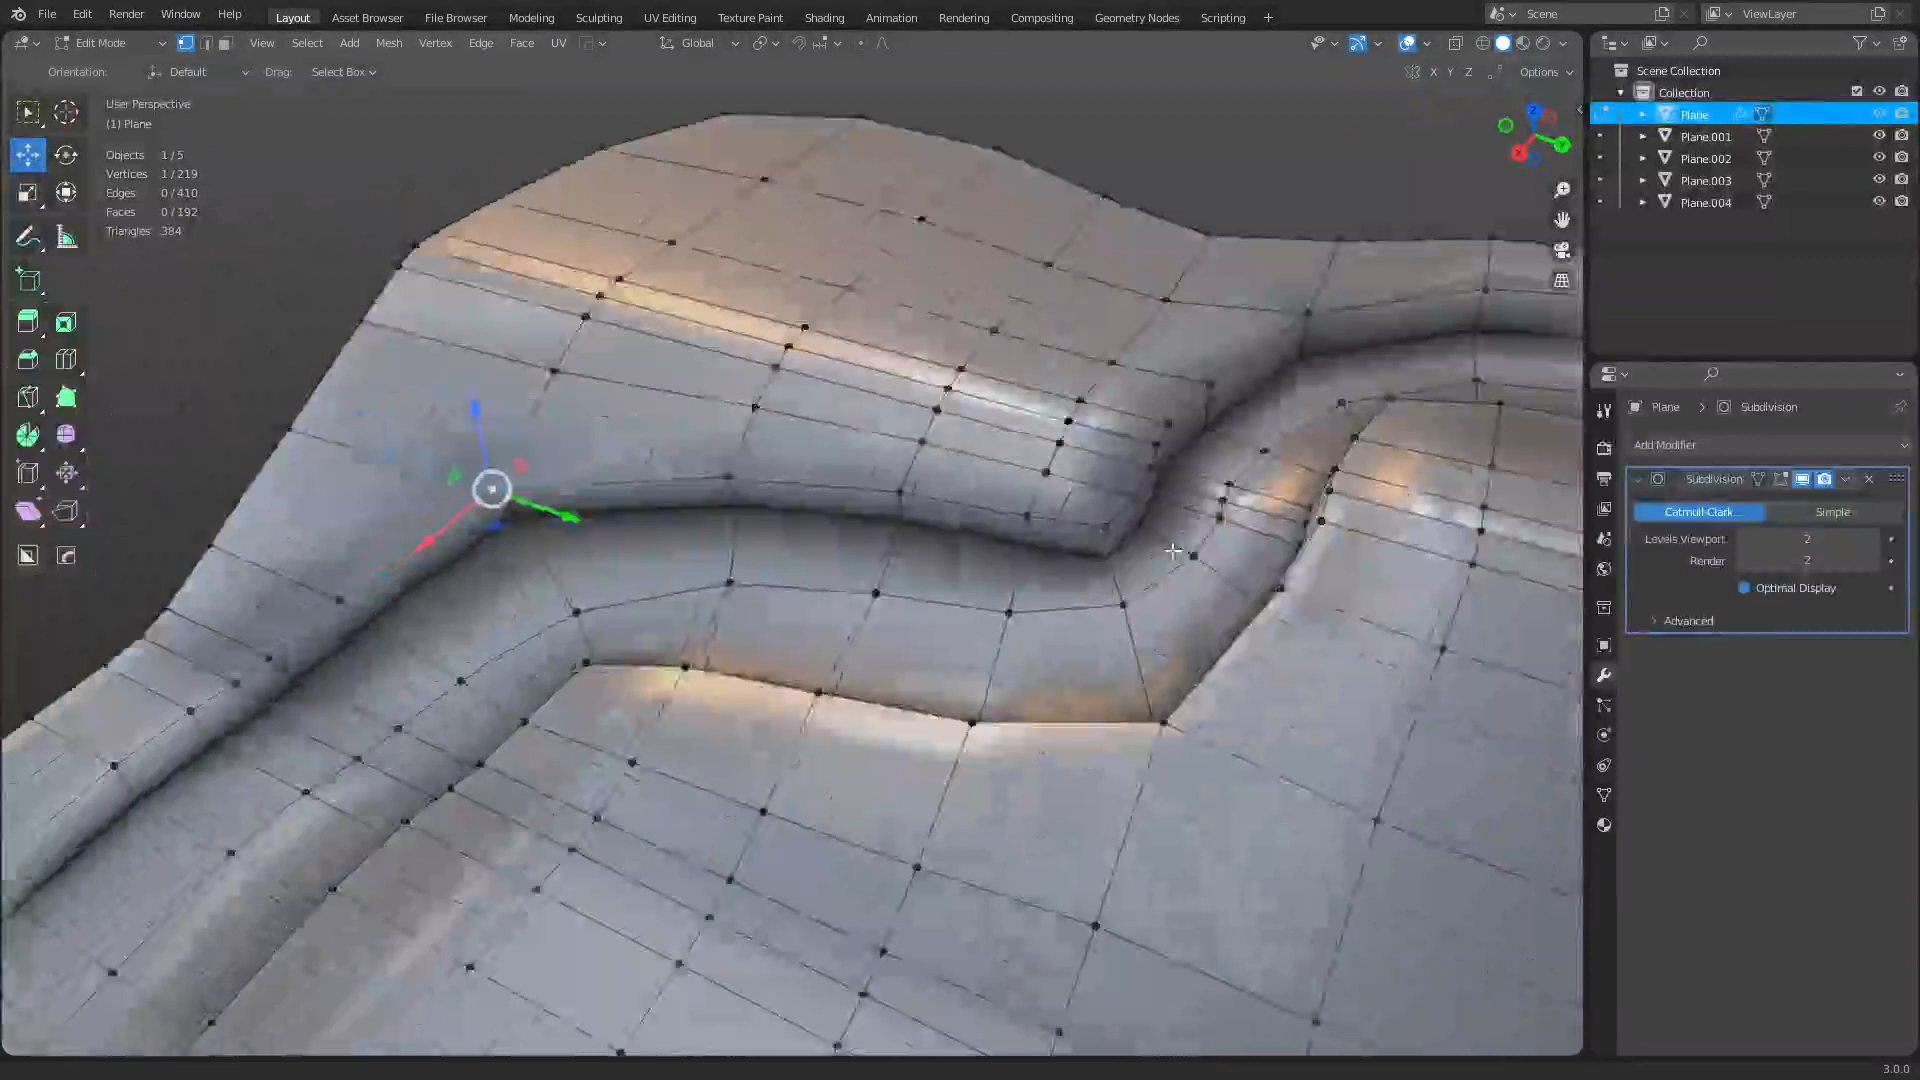 File Edit Render Window Help Layout Asset Browser File Browser Modeling Sculpting UV Editing Texture Paint Shading Animation Rendering Compositing Geometry Nodes Scripting + Scene ViewLayer
Edit Mode View Select Add Mesh Vertex Edge Face UV Global
Orientation: Default Drag: Select Box X Y Z Options
User Perspective
(1) Plane
Objects 1/5
Vertices 1/219
Edges 0/410
Faces 0/192
Triangles 384
Z
Y
X
Scene Collection
Collection
Plane
Plane.001
Plane.002
Plane.003
Plane.004
Plane Subdivision
Add Modifier
Subdivision
Catmull-Clark Simple
Levels Viewport 2
Render 2
Optimal Display
Advanced
3.0.0